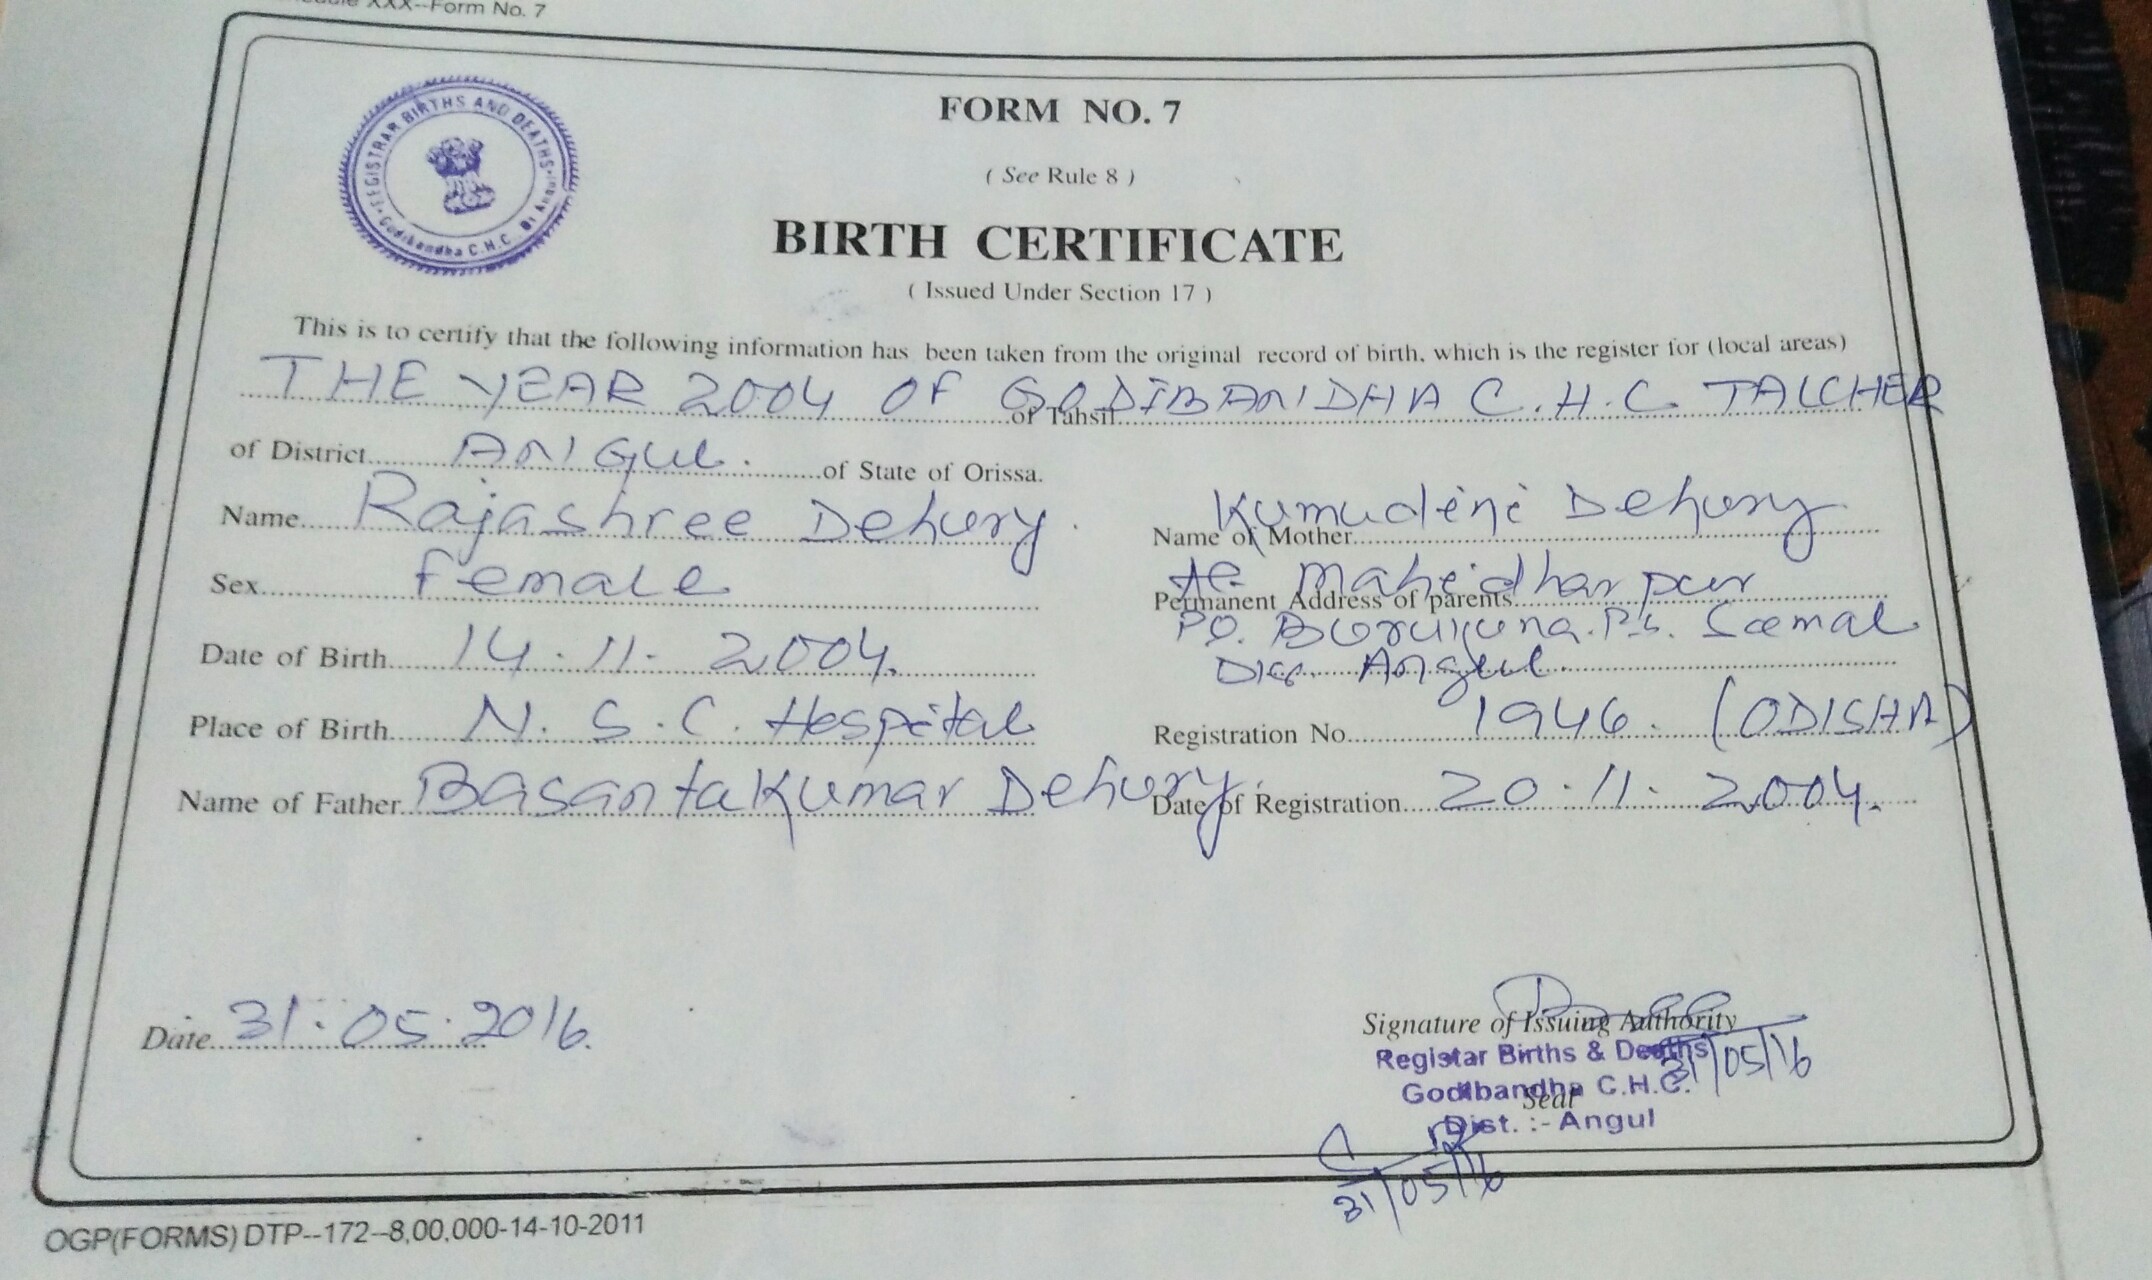 XXX--Form No. 7
REGISTRAR BIRTHS AND DEATHS
Godibandha C.H.C. Dt Angul
FORM NO. 7
( See Rule 8 )
BIRTH CERTIFICATE
( Issued Under Section 17 )
This is to certify that the following information has been taken from the original record of birth, which is the register for (local areas)
THE YEAR 2004 OF GODIBANDHA C.H.C TALCHER
of Tahsil
of District ANGUL. of State of Orissa.
Name Rajashree Dehury
Sex Female
Date of Birth 14.11.2004.
Place of Birth N.S.C. Hospital
Name of Father Basanta Kumar Dehury
Name of Mother Kumudini Dehury
Permanent Address of parents At- Maheidharpur
PO. P.S. Samal
Dist. Angul
Registration No 1946. (ODISHA)
Date of Registration 20.11.2004.
Date 31.05.2016.
Signature of Issuing Authority
31/05/16
Registar Births & Deaths
Godibandha C.H.C.
Seal
Dist. :- Angul
31/05/16
OGP(FORMS) DTP--172--8,00,000-14-10-2011